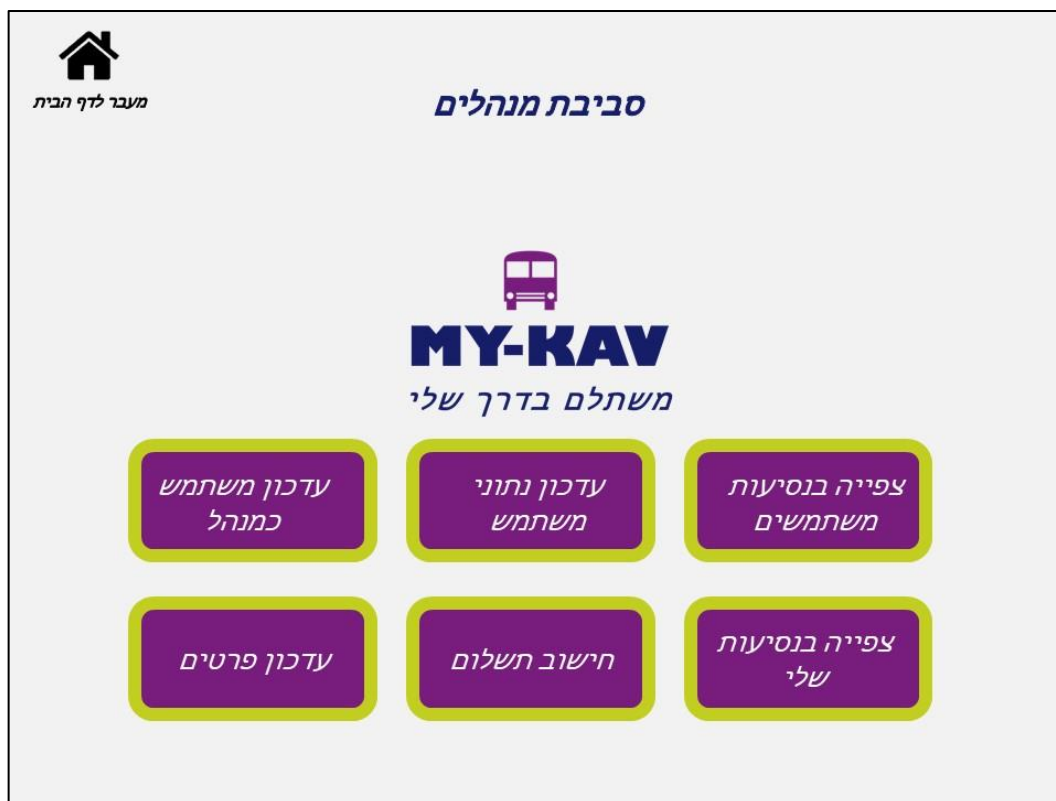 מעבר לדף הבית
סביבת מנהלים
MY-KAV
משתלם בדרך שלי
צפייה בנסיעות
משתמשים
עדכון נתוני
משתמש
עדכון משתמש
כמנהל
צפייה בנסיעות
שלי
חישוב תשלום
עדכון פרטים